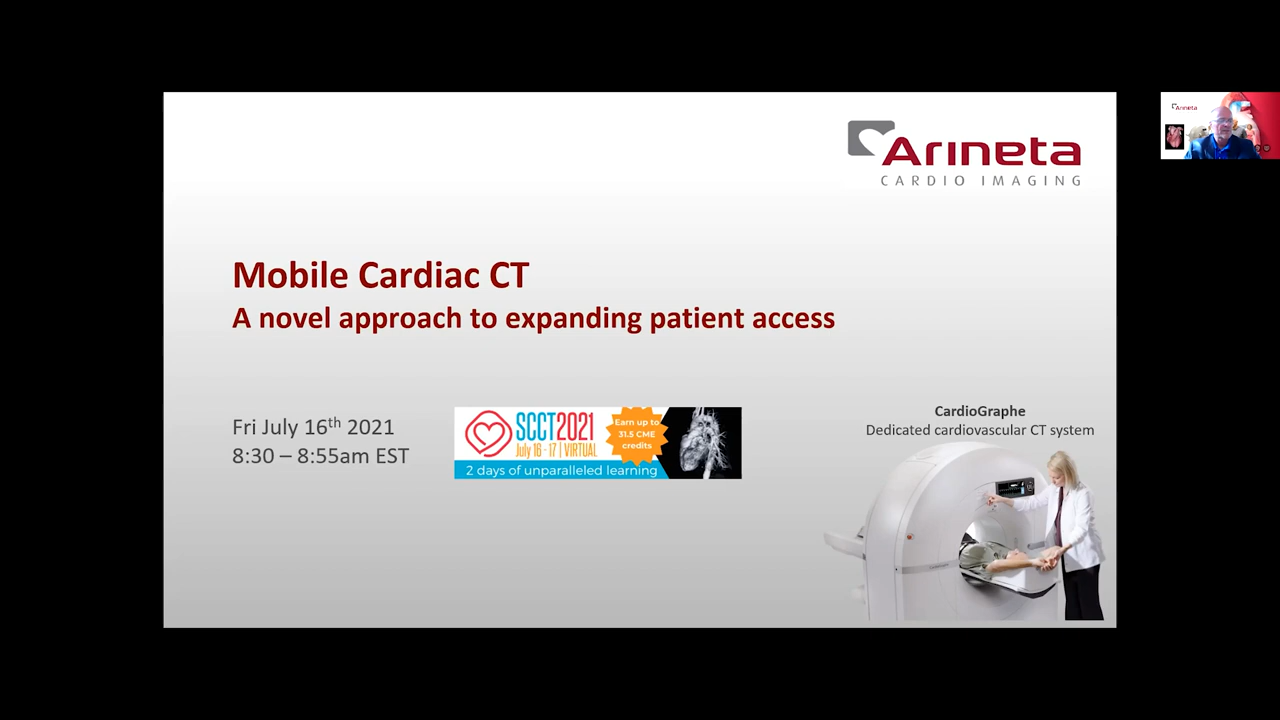 Arineta
CARDIO IMAGING
Arineta
Mobile Cardiac CT
A novel approach to expanding patient access
Fri July 16th 2021
8:30 – 8:55am EST
SCCT2021
July 16 - 17 | VIRTUAL
Earn up to
31.5 CME
credits
2 days of unparalleled learning
CardioGraphe
Dedicated cardiovascular CT system